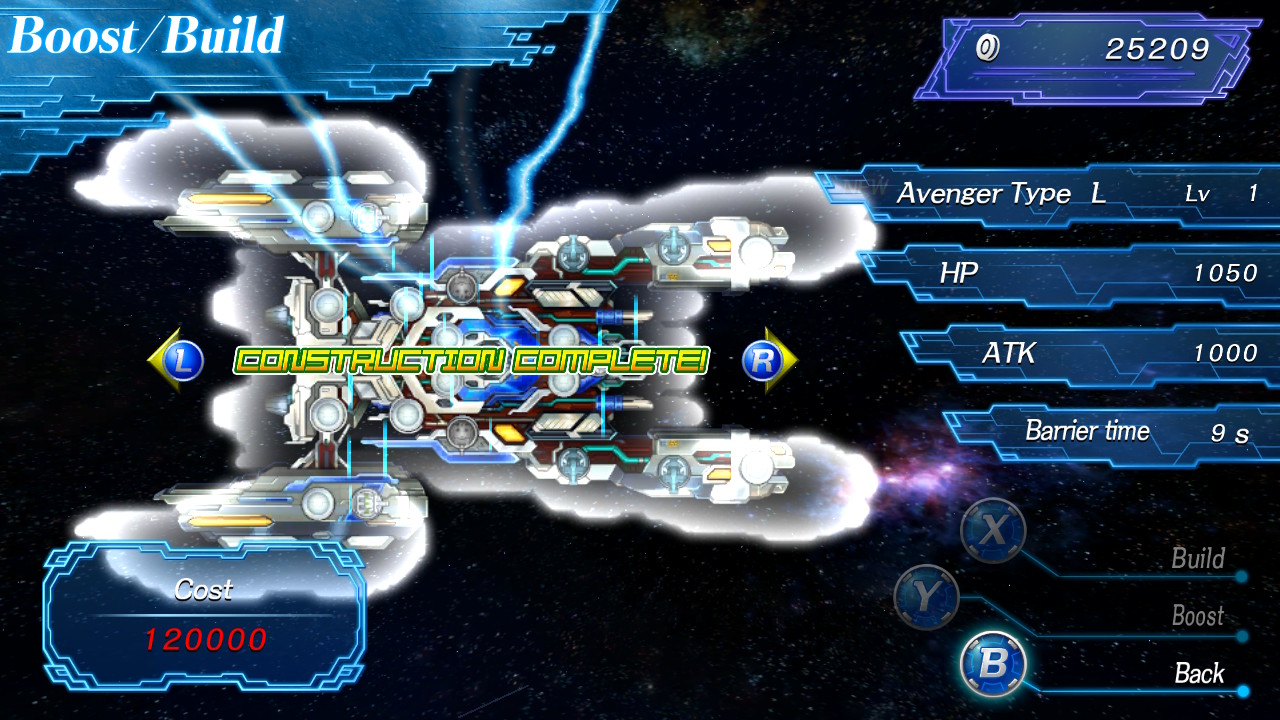 Boost/Build
25209
Avenger Type L Lv 1
HP 1050
ATK 1000
L CONSTRUCTION COMPLETE! R
Barrier time 9 s
X Build
Y Boost
B Back
Cost
120000